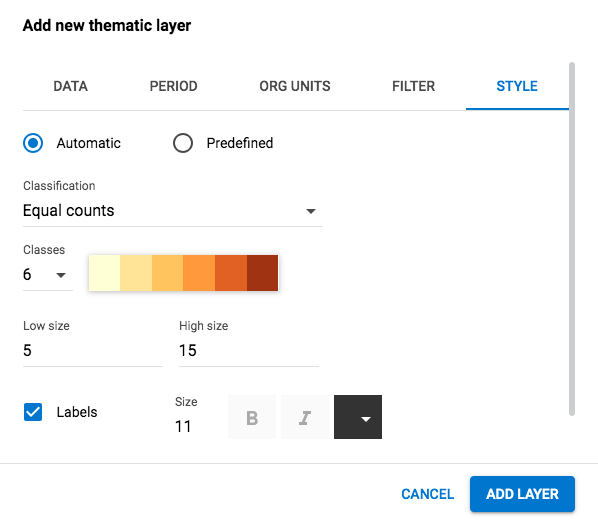 Add new thematic layer
DATA PERIOD ORG UNITS FILTER STYLE
Automatic Predefined
Classification
Equal counts
Classes
6
Low size High size
5 15
Labels Size
11 B I
CANCEL ADD LAYER